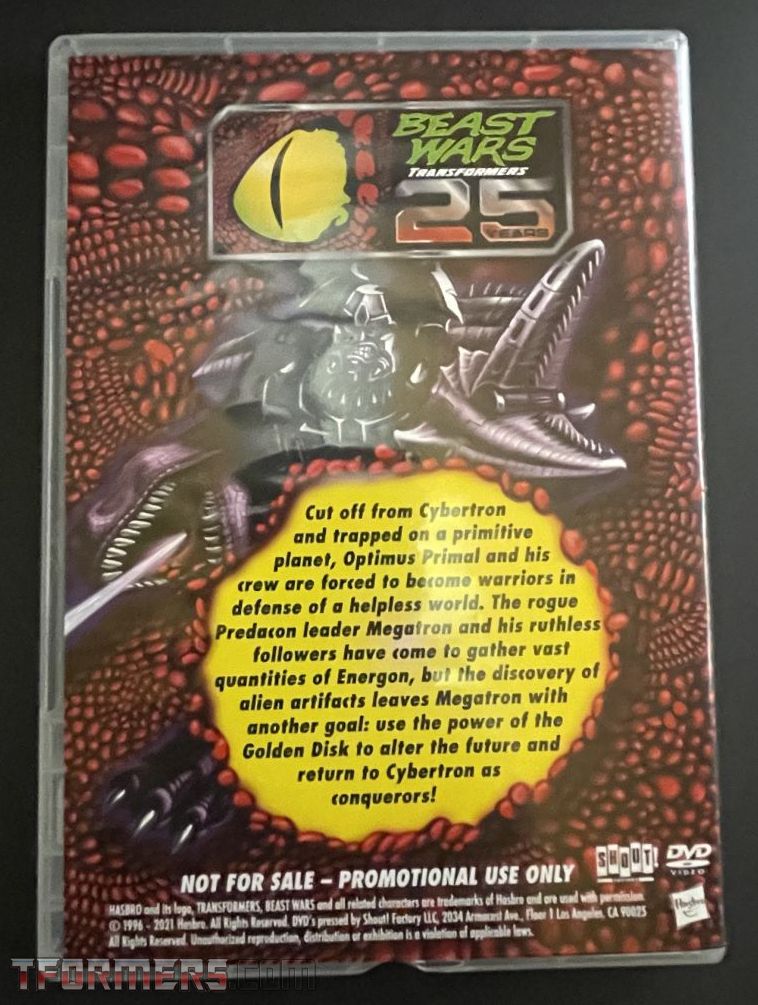 BEAST
WARS
TRANSFORMERS
25
YEARS
Cut off from Cybertron
and trapped on a primitive
planet, Optimus Primal and his
crew are forced to become warriors in
defense of a helpless world. The rogue
Predacon leader Megatron and his ruthless
followers have come to gather vast
quantities of Energon, but the discovery of
alien artifacts leaves Megatron with
another goal: use the power of the
Golden Disk to alter the future and
return to Cybertron as
conquerors!
SHOUT! DVD
VIDEO
NOT FOR SALE – PROMOTIONAL USE ONLY
HASBRO and its logo, TRANSFORMERS, BEAST WARS and all related characters are trademarks of Hasbro and are used with permission.
© 1996 - 2021 Hasbro. All Rights Reserved. DVD's pressed by Shout! Factory LLC, 2034 Armacost Ave., Floor 1 Los Angeles, CA 90025
All Rights Reserved. Unauthorized reproduction, distribution or exhibition is a violation of applicable laws.
Hasbro
TFORMERS.COM